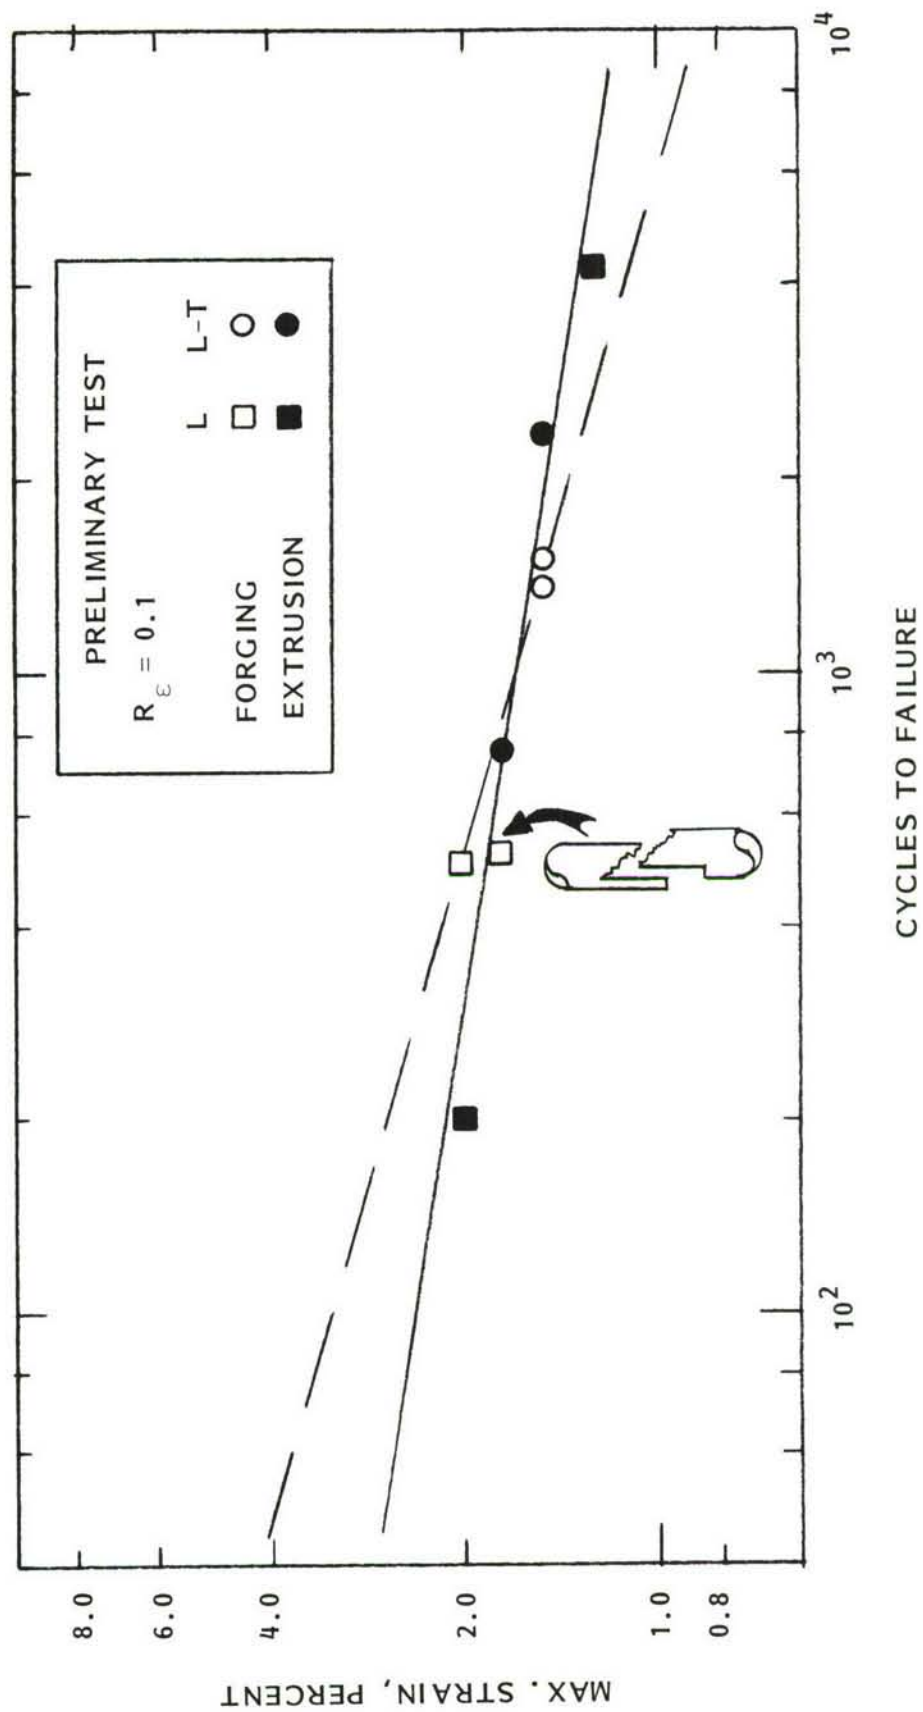 PRELIMINARY TEST
Rε = 0.1
L L-T
FORGING □ ○
EXTRUSION ■ ●
8.0
6.0
4.0
2.0
1.0
0.8
MAX. STRAIN, PERCENT
10²
10³
10⁴
CYCLES TO FAILURE